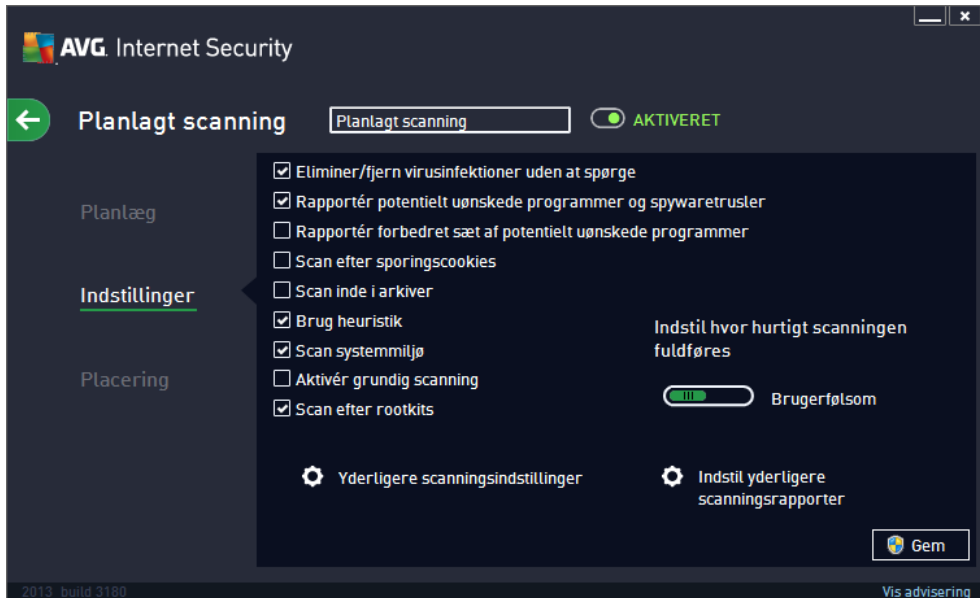 AVG. Internet Security
Planlagt scanning
Planlagt scanning
AKTIVERET
Planlæg
Indstillinger
Placering
Eliminer/fjern virusinfektioner uden at spørge
Rapportér potentielt uønskede programmer og spywaretrusler
Rapportér forbedret sæt af potentielt uønskede programmer
Scan efter sporingscookies
Scan inde i arkiver
Brug heuristik
Scan systemmiljø
Aktivér grundig scanning
Scan efter rootkits
Indstil hvor hurtigt scanningen
fuldføres
Brugerfølsom
Yderligere scanningsindstillinger
Indstil yderligere
scanningsrapporter
Gem
2013 build 3180
Vis advisering